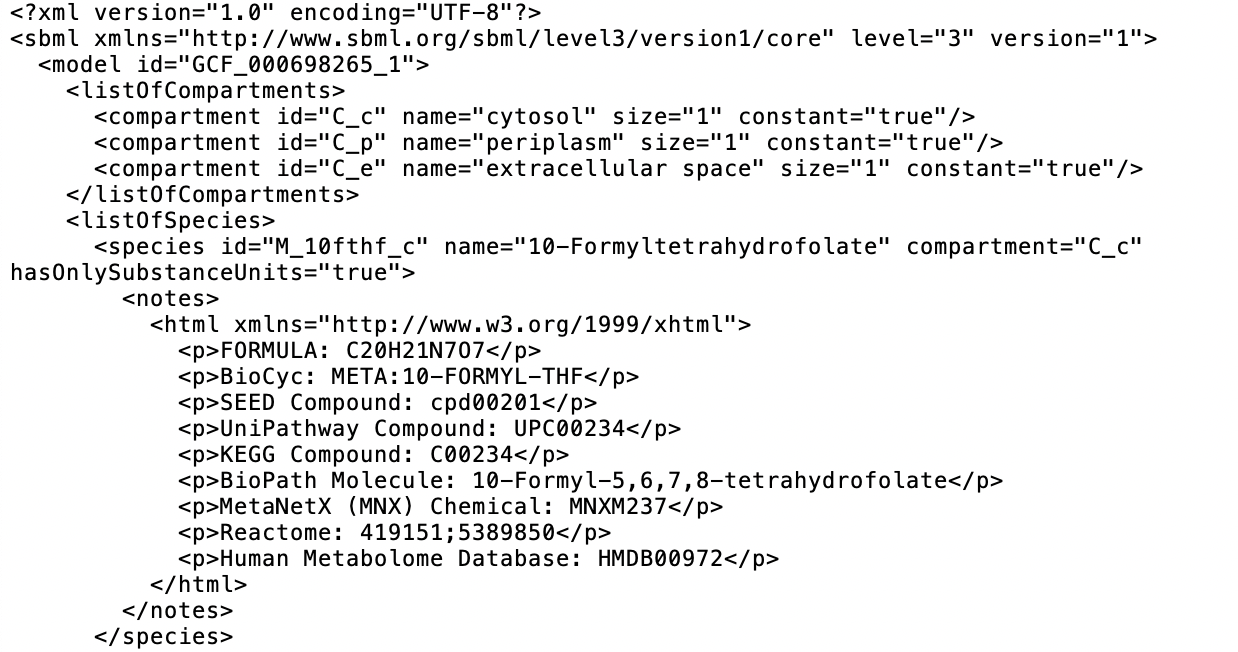 <?xml version="1.0" encoding="UTF-8"?>
<sbml xmlns="http://www.sbml.org/sbml/level3/version1/core" level="3" version="1">
  <model id="GCF_000698265_1">
    <listOfCompartments>
      <compartment id="C_c" name="cytosol" size="1" constant="true"/>
      <compartment id="C_p" name="periplasm" size="1" constant="true"/>
      <compartment id="C_e" name="extracellular space" size="1" constant="true"/>
    </listOfCompartments>
    <listOfSpecies>
      <species id="M_10fthf_c" name="10-Formyltetrahydrofolate" compartment="C_c"
hasOnlySubstanceUnits="true">
        <notes>
          <html xmlns="http://www.w3.org/1999/xhtml">
            <p>FORMULA: C20H21N7O7</p>
            <p>BioCyc: META:10-FORMYL-THF</p>
            <p>SEED Compound: cpd00201</p>
            <p>UniPathway Compound: UPC00234</p>
            <p>KEGG Compound: C00234</p>
            <p>BioPath Molecule: 10-Formyl-5,6,7,8-tetrahydrofolate</p>
            <p>MetaNetX (MNX) Chemical: MNXM237</p>
            <p>Reactome: 419151;5389850</p>
            <p>Human Metabolome Database: HMDB00972</p>
          </html>
        </notes>
      </species>